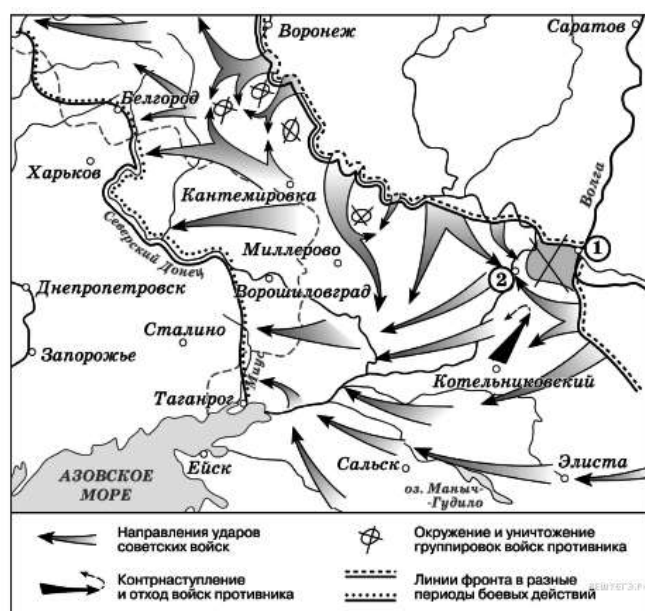 Воронеж
Саратов
Белгород
Волга
Харьков
Кантемировка
Северский Донец
Миллерово
1
2
Днепропетровск
Ворошиловград
Сталино
Запорожье
Миус
Котельниковский
Таганрог
Ейск
Сальск
Элиста
АЗОВСКОЕ
МОРЕ
оз. Маныч-
-Гудило
Направления ударов
советских войск
Окружение и уничтожение
группировок войск противника
Контрнаступление
и отход войск противника
Линии фронта в разные
периоды боевых действий